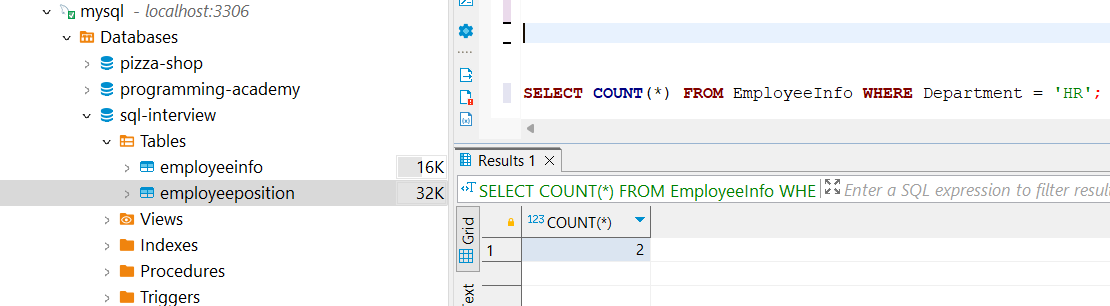 mysql - localhost:3306
Databases
pizza-shop
programming-academy
sql-interview
Tables
employeeinfo 16K
employeeposition 32K
Views
Indexes
Procedures
Triggers
SELECT COUNT(*) FROM EmployeeInfo WHERE Department = 'HR';
Results 1
SELECT COUNT(*) FROM EmployeeInfo WHE
Enter a SQL expression to filter resul
Grid
123 COUNT(*)
1 2
Text